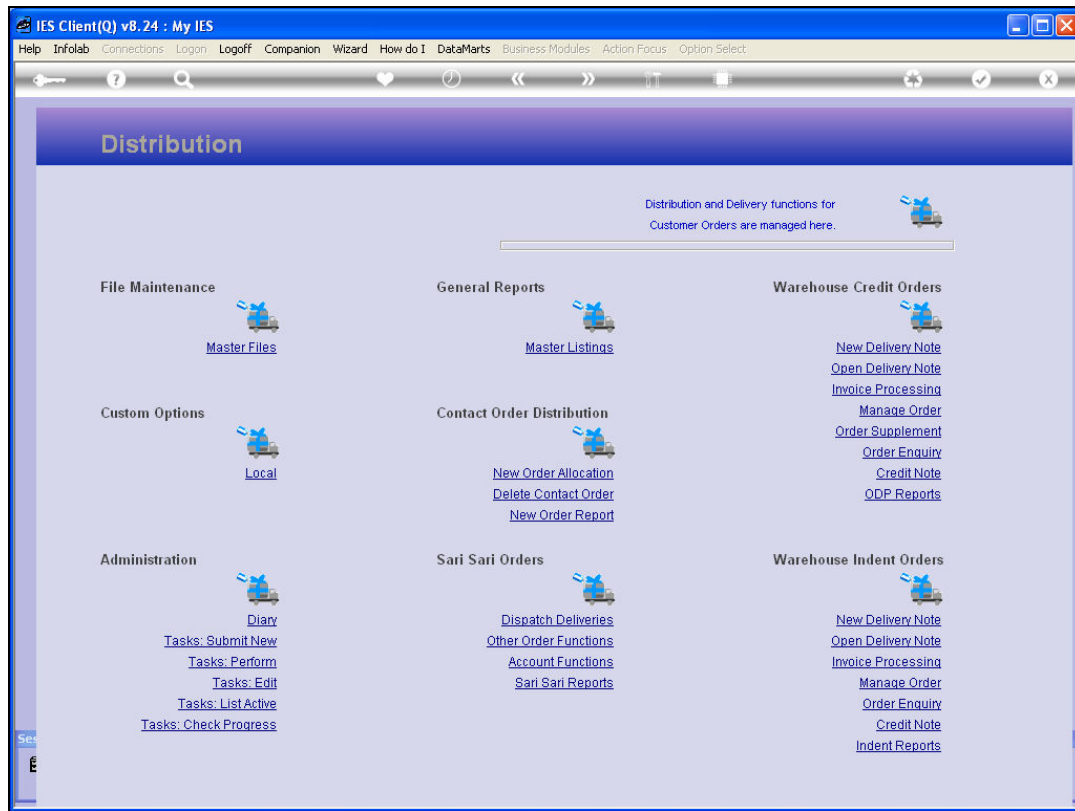 IES Client(Q) v8.24 : My IES
Help Infolab Connections Logon Logoff Companion Wizard How do I DataMarts Business Modules Action Focus Option Select
Distribution
Distribution and Delivery functions for
Customer Orders are managed here.
File Maintenance
Master Files
General Reports
Master Listings
Warehouse Credit Orders
New Delivery Note
Open Delivery Note
Invoice Processing
Manage Order
Order Supplement
Order Enquiry
Credit Note
ODP Reports
Custom Options
Local
Contact Order Distribution
New Order Allocation
Delete Contact Order
New Order Report
Administration
Diary
Tasks: Submit New
Tasks: Perform
Tasks: Edit
Tasks: List Active
Tasks: Check Progress
Sari Sari Orders
Dispatch Deliveries
Other Order Functions
Account Functions
Sari Sari Reports
Warehouse Indent Orders
New Delivery Note
Open Delivery Note
Invoice Processing
Manage Order
Order Enquiry
Credit Note
Indent Reports